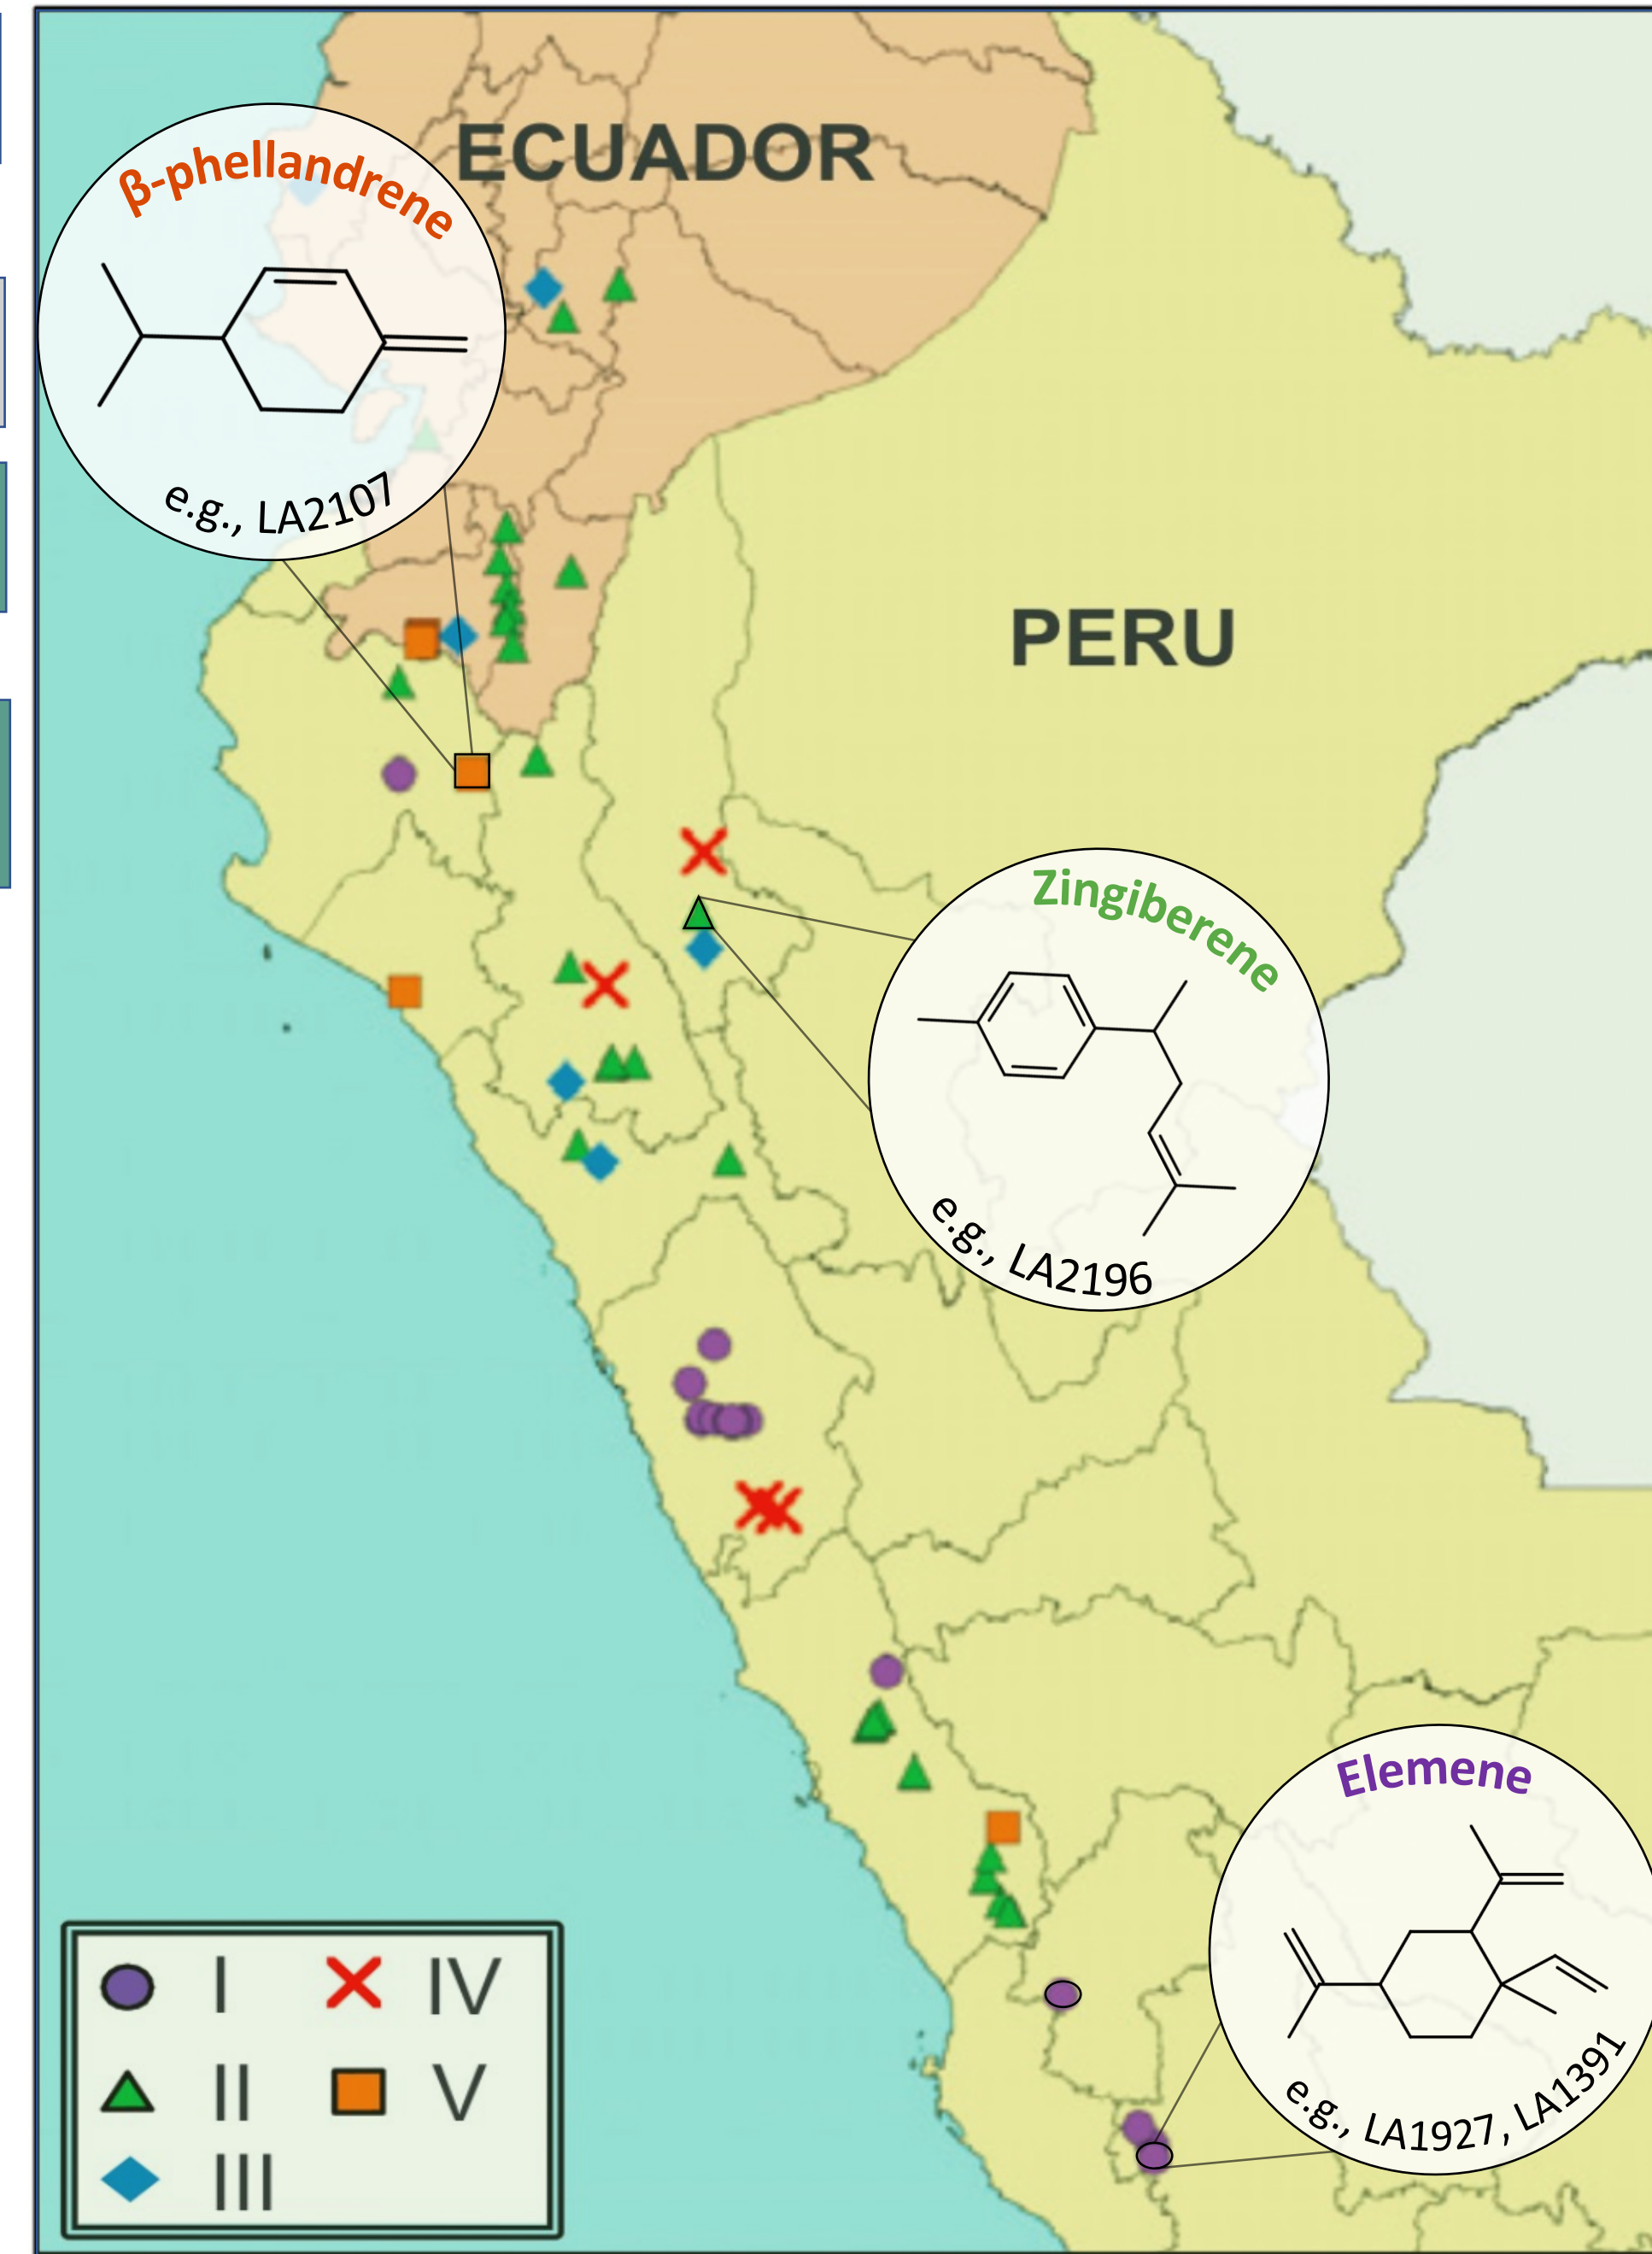 ECUADOR
β-phellandrene
e.g., LA2107
PERU
Zingiberene
e.g., LA2196
Elemene
e.g., LA1927, LA1391
I IV
II V
III